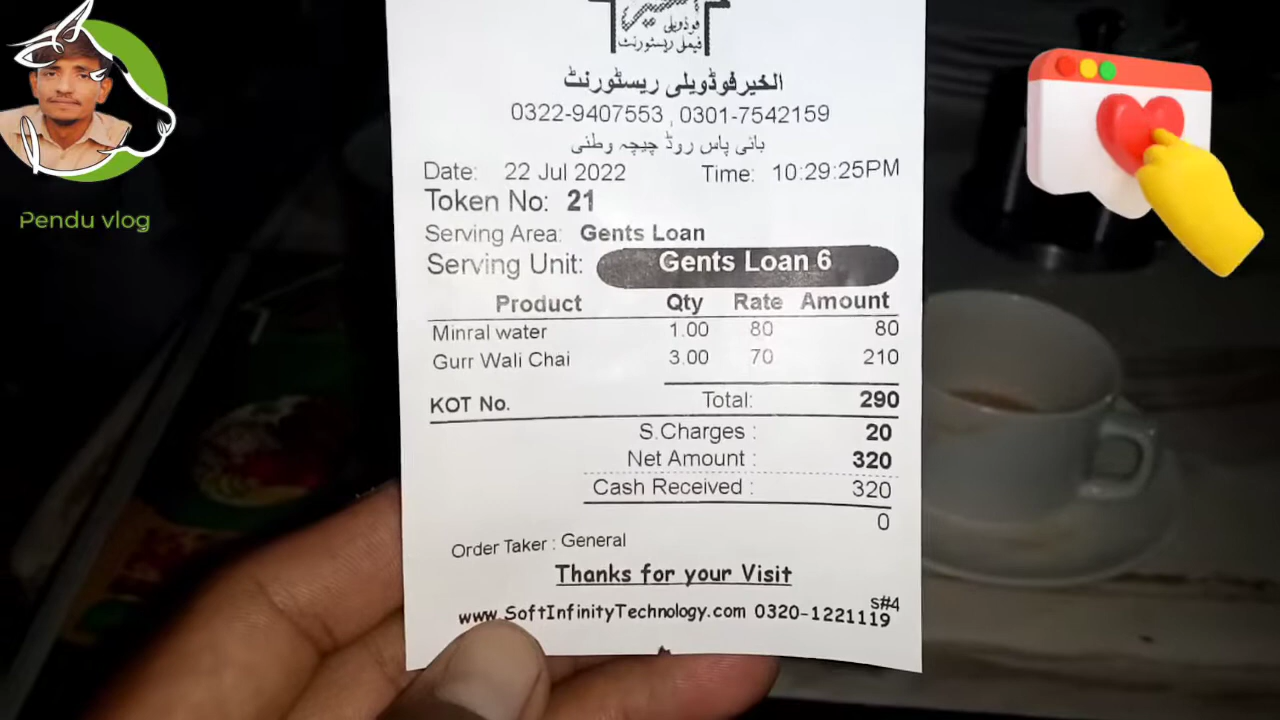 فوڈویلی
فیملی ریسٹورنٹ
الخیرفوڈویلی ریسٹورنٹ
0322-9407553 , 0301-7542159
بائی پاس روڈ چیچہ وطنی
Date: 22 Jul 2022 Time: 10:29:25PM
Token No: 21
Serving Area: Gents Loan
Serving Unit: Gents Loan 6
Product Qty Rate Amount
Minral water 1.00 80 80
Gurr Wali Chai 3.00 70 210
KOT No. Total: 290
S.Charges : 20
Net Amount : 320
Cash Received : 320
0
Order Taker : General
Thanks for your Visit
s#4
www.SoftInfinityTechnology.com 0320-1221119
Pendu vlog